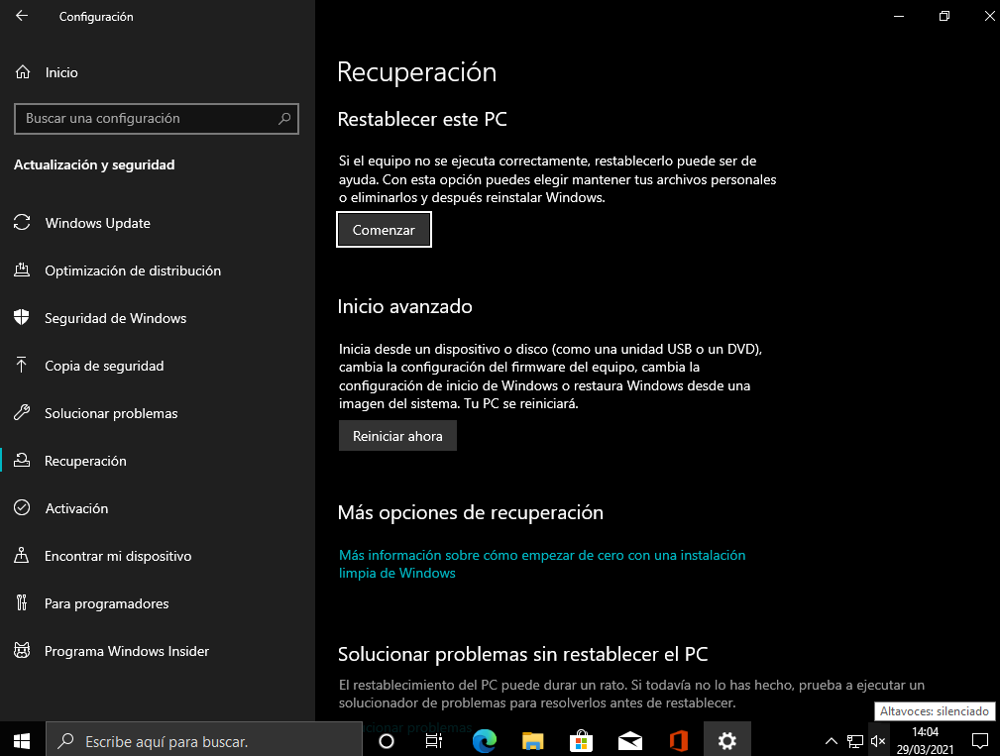 Configuración
Inicio
Buscar una configuración
Actualización y seguridad
Windows Update
Optimización de distribución
Seguridad de Windows
Copia de seguridad
Solucionar problemas
Recuperación
Activación
Encontrar mi dispositivo
Para programadores
Programa Windows Insider
Recuperación
Restablecer este PC
Si el equipo no se ejecuta correctamente, restablecerlo puede ser de
ayuda. Con esta opción puedes elegir mantener tus archivos personales
o eliminarlos y después reinstalar Windows.
Comenzar
Inicio avanzado
Inicia desde un dispositivo o disco (como una unidad USB o un DVD),
cambia la configuración del firmware del equipo, cambia la
configuración de inicio de Windows o restaura Windows desde una
imagen del sistema. Tu PC se reiniciará.
Reiniciar ahora
Más opciones de recuperación
Más información sobre cómo empezar de cero con una instalación
limpia de Windows
Solucionar problemas sin restablecer el PC
El restablecimiento del PC puede durar un rato. Si todavía no lo has hecho, prueba a ejecutar un
solucionador de problemas para resolverlos antes de restablecer.
Altavoces: silenciado
cionar problemas
Escribe aquí para buscar.
14:04
29/03/2021